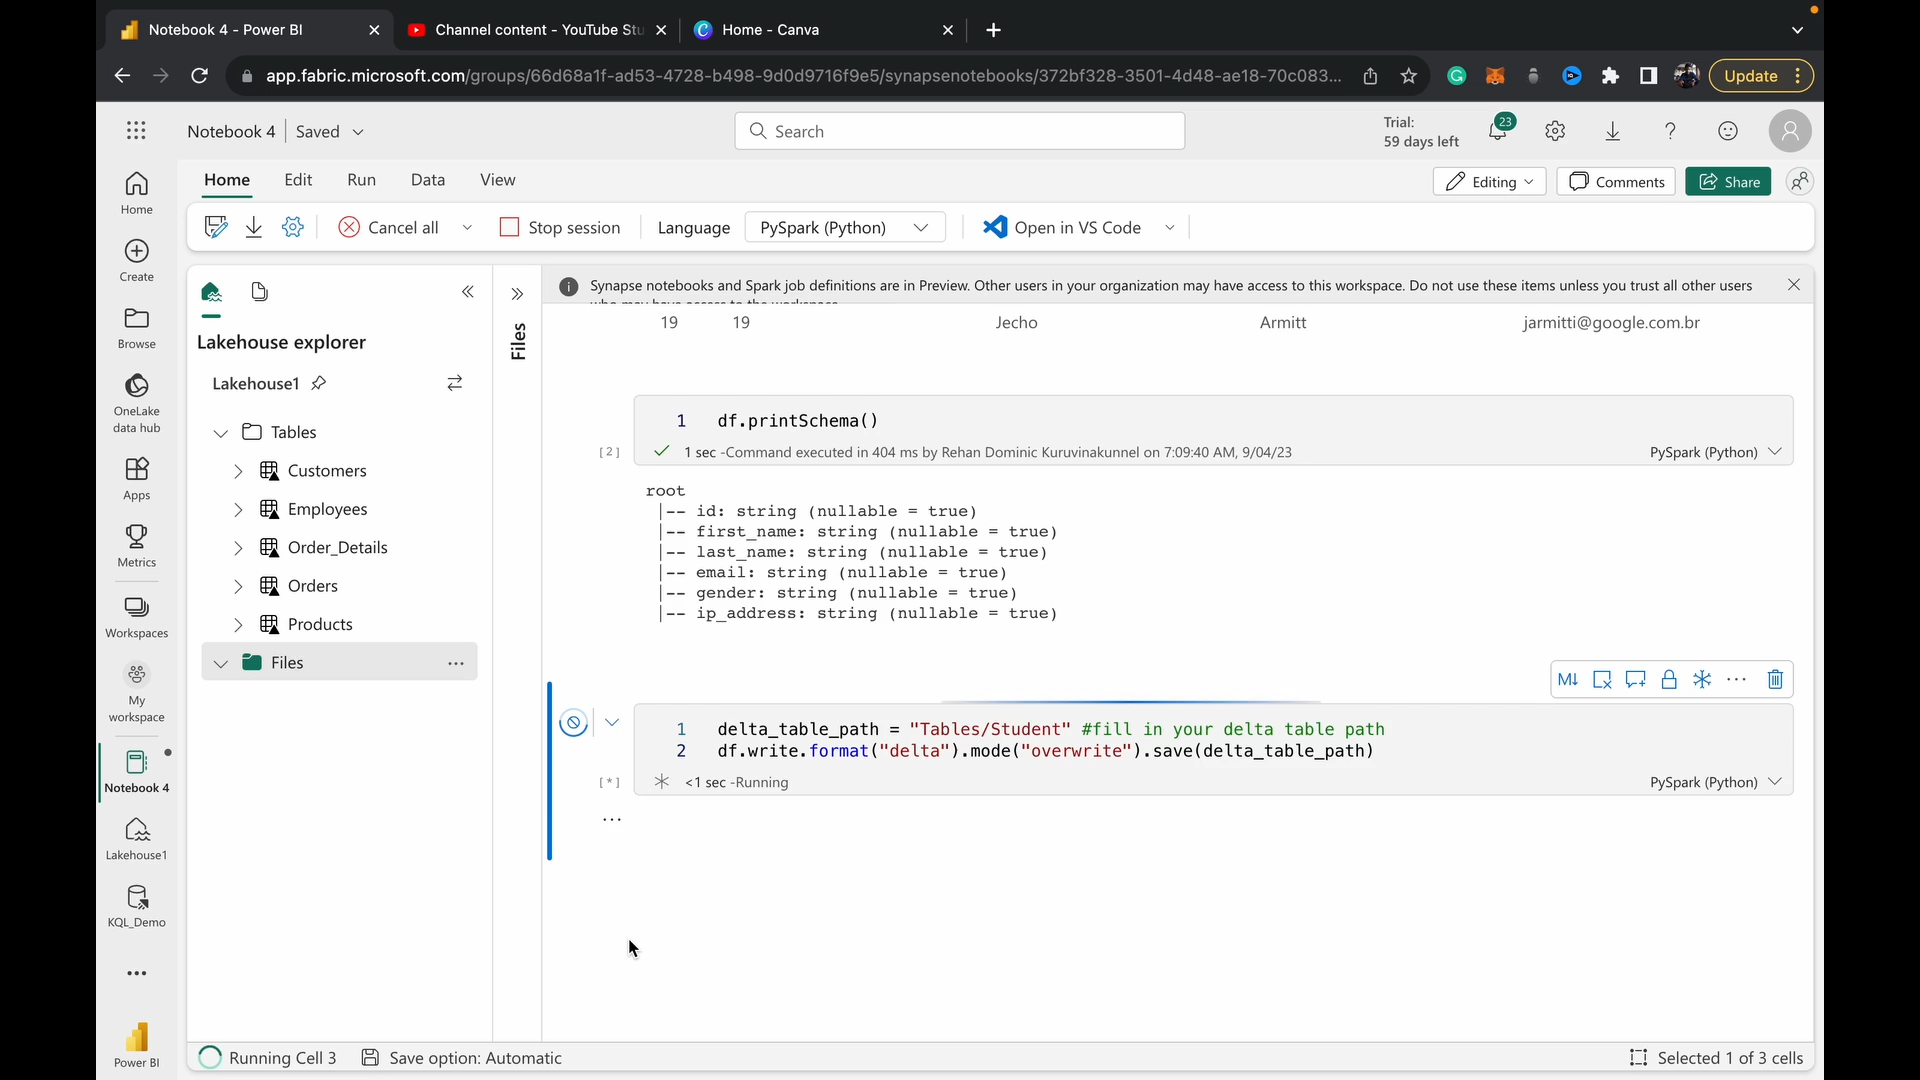 Notebook 4 - Power BI
Channel content - YouTube Stu
Home - Canva
app.fabric.microsoft.com/groups/66d68a1f-ad53-4728-b498-9d0d9716f9e5/synapsenotebooks/372bf328-3501-4d48-ae18-70c083...
Update
Notebook 4 Saved
Search
Trial:
59 days left
23
Home Edit Run Data View
Editing Comments Share
Cancel all Stop session Language PySpark (Python) Open in VS Code
Home
Create
Browse
OneLake
data hub
Apps
Metrics
Workspaces
My
workspace
Notebook 4
Lakehouse1
KQL_Demo
Power BI
Lakehouse explorer
Lakehouse1
Tables
Customers
Employees
Order_Details
Orders
Products
Files
Files
Synapse notebooks and Spark job definitions are in Preview. Other users in your organization may have access to this workspace. Do not use these items unless you trust all other users
who may have access to the workspace.
19 19 Jecho Armitt jarmitti@google.com.br
1 df.printSchema()
[2] 1 sec -Command executed in 404 ms by Rehan Dominic Kuruvinakunnel on 7:09:40 AM, 9/04/23 PySpark (Python)
root
|-- id: string (nullable = true)
|-- first_name: string (nullable = true)
|-- last_name: string (nullable = true)
|-- email: string (nullable = true)
|-- gender: string (nullable = true)
|-- ip_address: string (nullable = true)
M↓
1 delta_table_path = "Tables/Student" #fill in your delta table path
2 df.write.format("delta").mode("overwrite").save(delta_table_path)
[*] <1 sec -Running PySpark (Python)
...
Running Cell 3 Save option: Automatic Selected 1 of 3 cells